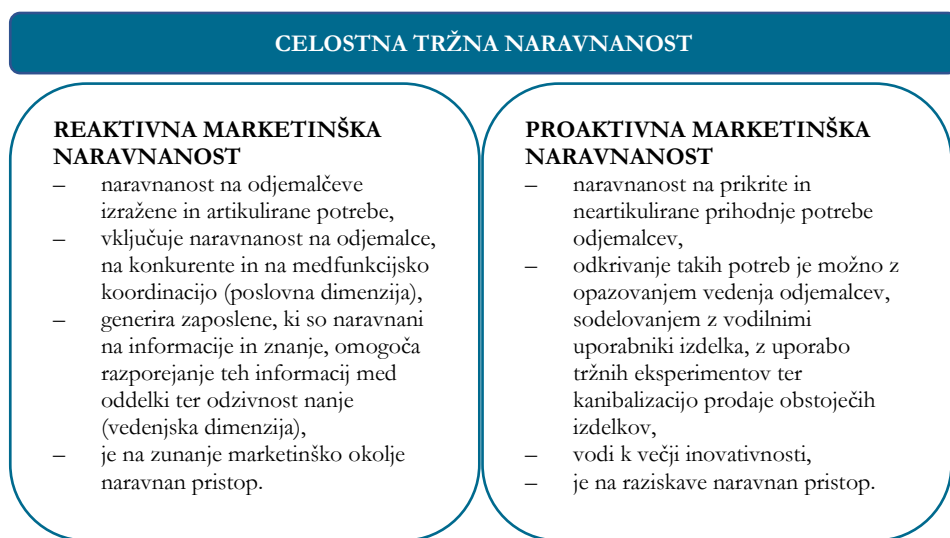 CELOSTNA TRŽNA NARAVNANOST
REAKTIVNA MARKETINŠKA
NARAVNANOST
– naravnanost na odjemalčeve
izražene in artikulirane potrebe,
– vključuje naravnanost na odjemalce,
na konkurente in na medfunkcijsko
koordinacijo (poslovna dimenzija),
– generira zaposlene, ki so naravnani
na informacije in znanje, omogoča
razporejanje teh informacij med
oddelki ter odzivnost nanje
(vedenjska dimenzija),
– je na zunanje marketinško okolje
naravnan pristop.
PROAKTIVNA MARKETINŠKA
NARAVNANOST
– naravnanost na prikrite in
neartikulirane prihodnje potrebe
odjemalcev,
– odkrivanje takih potreb je možno z
opazovanjem vedenja odjemalcev,
sodelovanjem z vodilnimi
uporabniki izdelka, z uporabo
tržnih eksperimentov ter
kanibalizacijo prodaje obstoječih
izdelkov,
– vodi k večji inovativnosti,
– je na raziskave naravnan pristop.